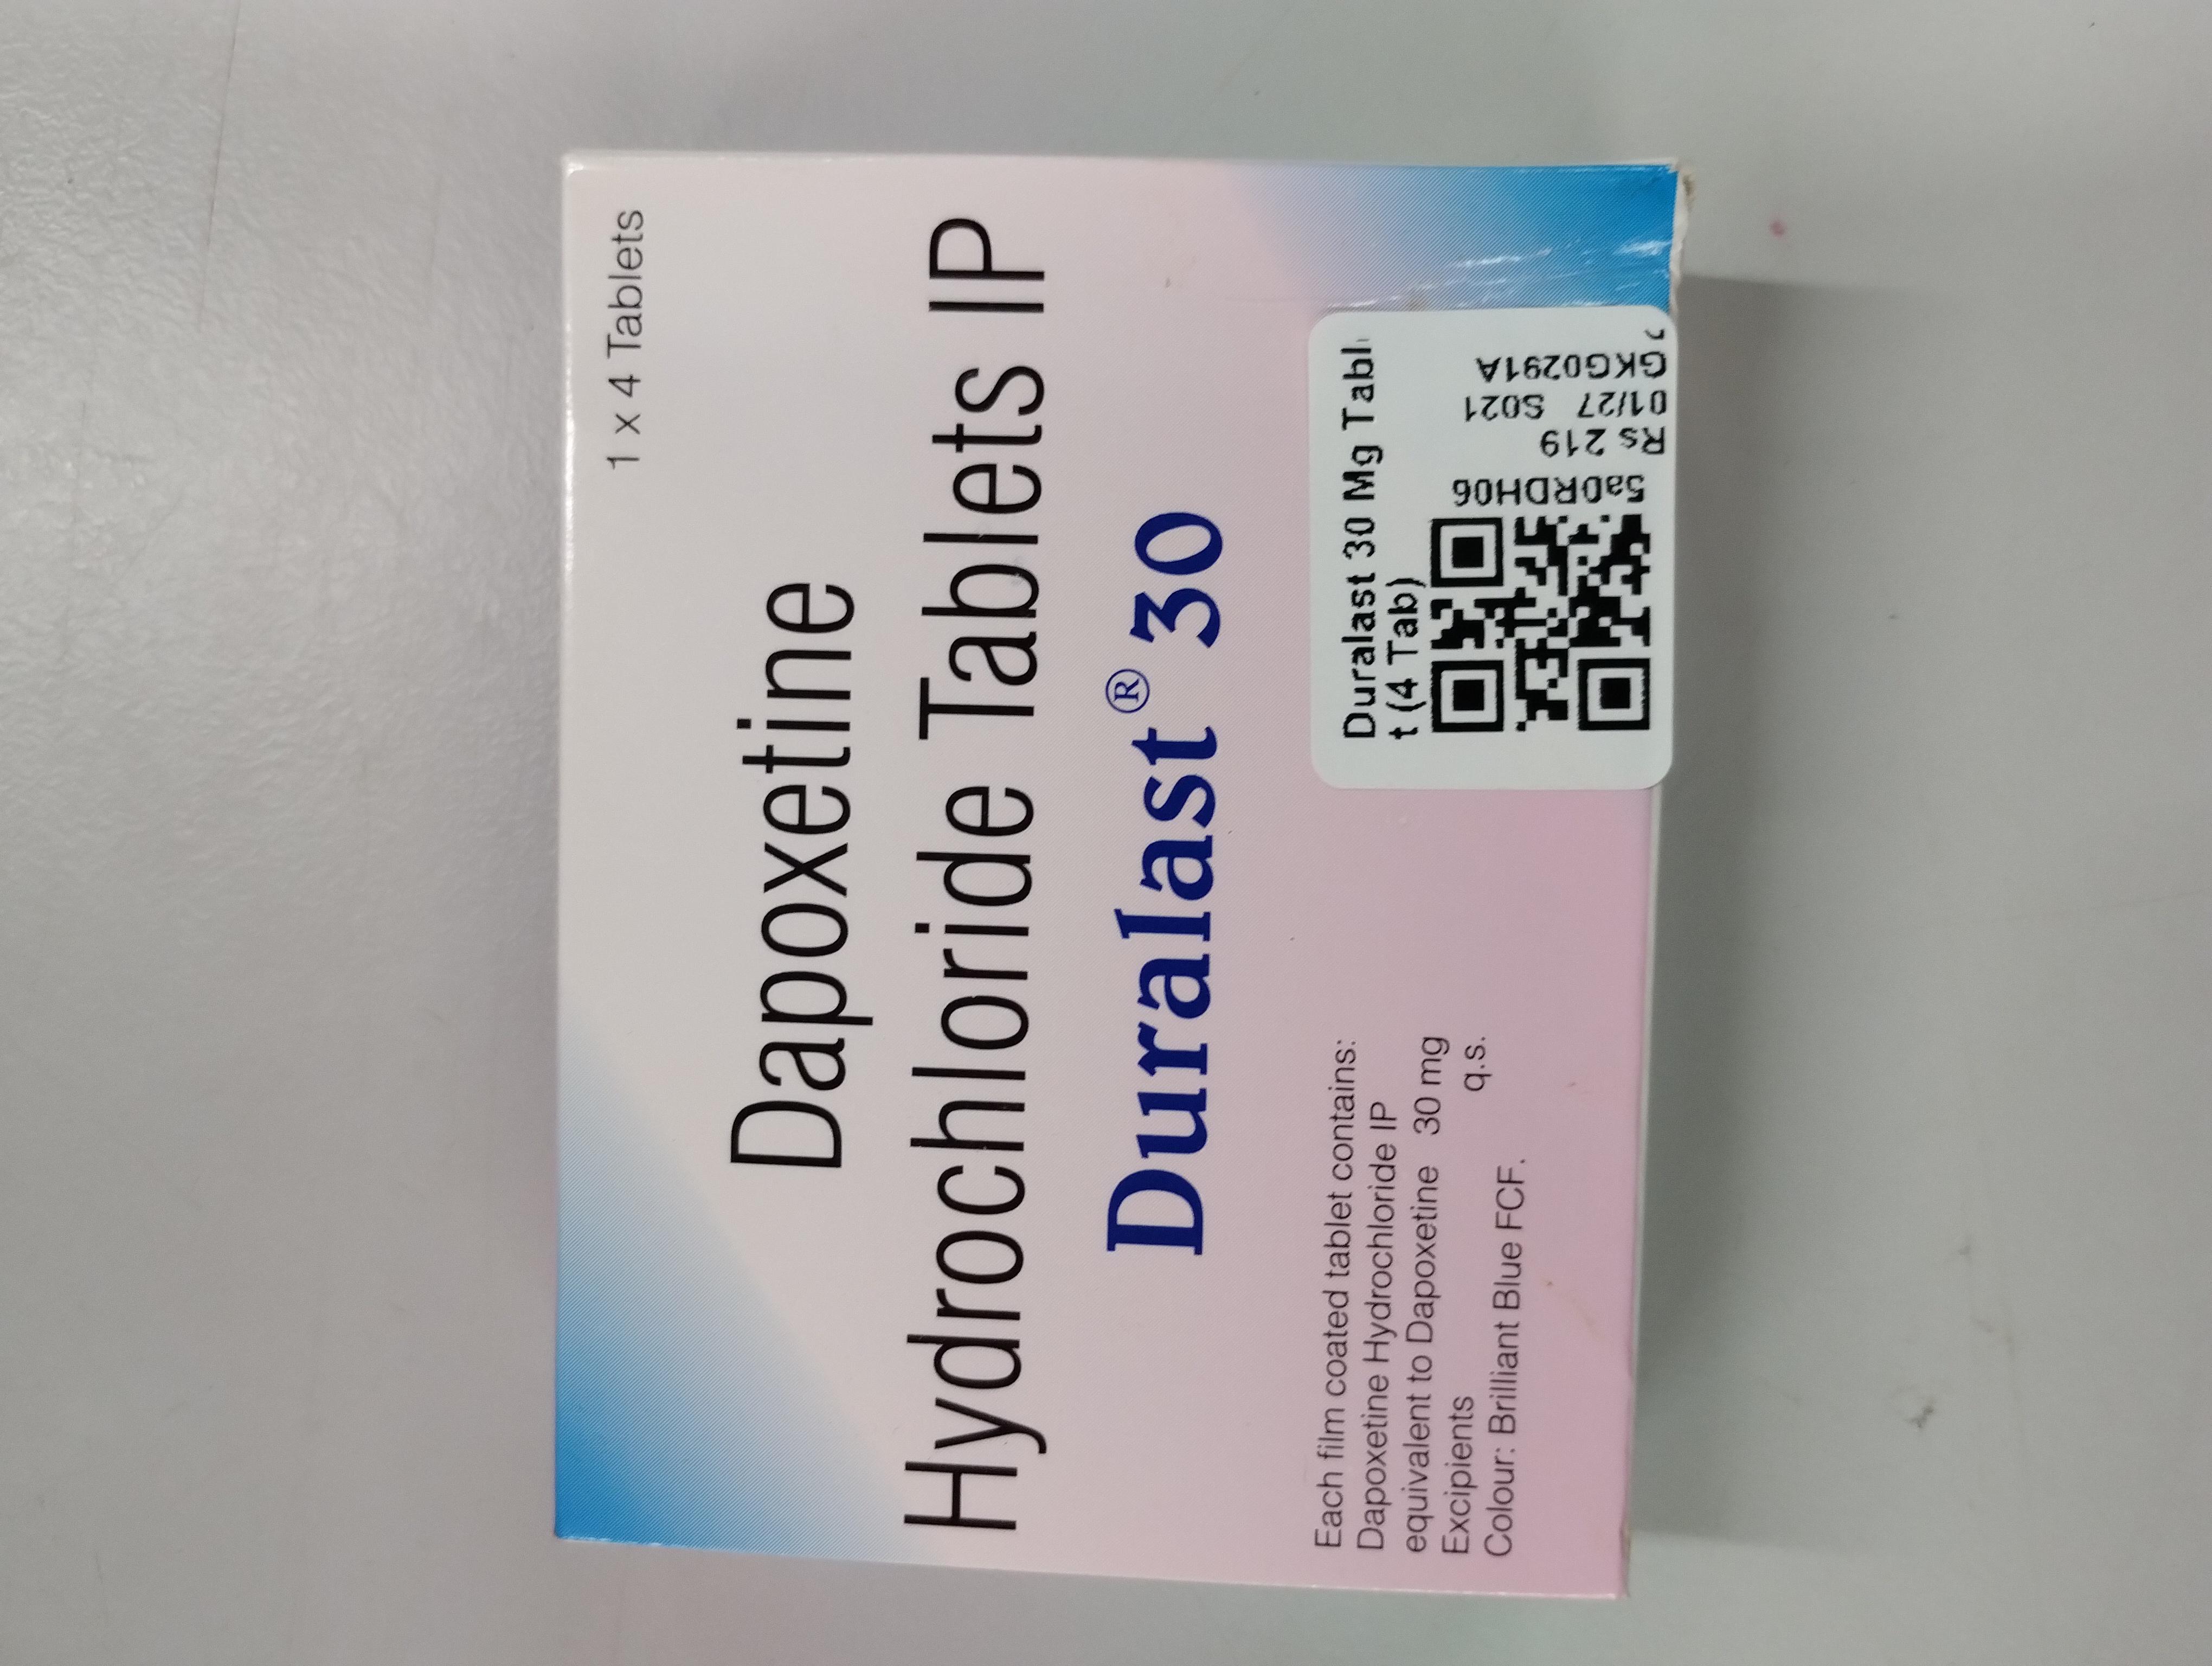 1 x 4 Tablets
Dapoxetine
Hydrochloride Tablets IP
Duralast® 30
Each film coated tablet contains:
Dapoxetine Hydrochloride IP
equivalent to Dapoxetine 30 mg
Excipients q.s.
Colour: Brilliant Blue FCF.
Duralast 30 Mg Tabl
t (4 Tab)
5a0RDH06
Rs 219
01/27 S021
GKG0291A